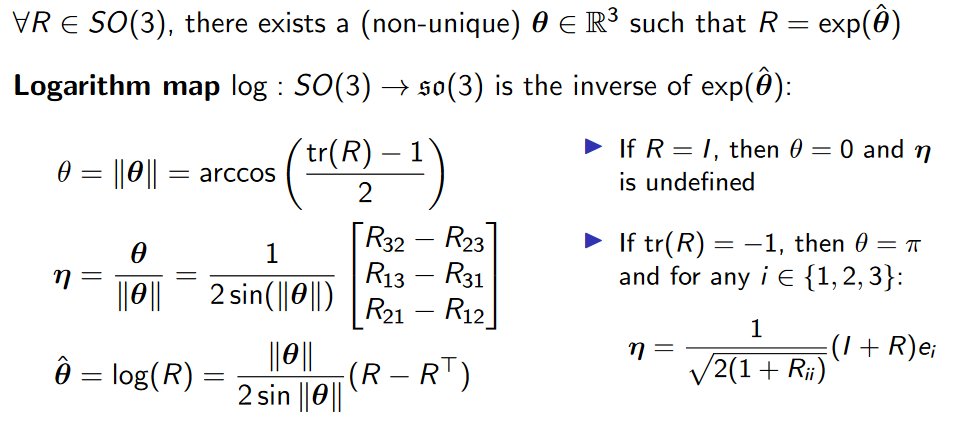 ∀R ∈ SO(3), there exists a (non-unique) θ ∈ ℝ³ such that R = exp(θ̂)
Logarithm map log : SO(3) → 𝔰𝔬(3) is the inverse of exp(θ̂):
θ = ‖θ‖ = arccos ( (tr(R) − 1) / 2 )
η = θ / ‖θ‖ = 1 / (2 sin(‖θ‖)) [R₃₂ − R₂₃; R₁₃ − R₃₁; R₂₁ − R₁₂]
θ̂ = log(R) = ‖θ‖ / (2 sin ‖θ‖) (R − R^⊤)
▶ If R = I, then θ = 0 and η
is undefined
▶ If tr(R) = −1, then θ = π
and for any i ∈ {1, 2, 3}:
η = 1 / √(2(1 + Rᵢᵢ)) (I + R)eᵢ